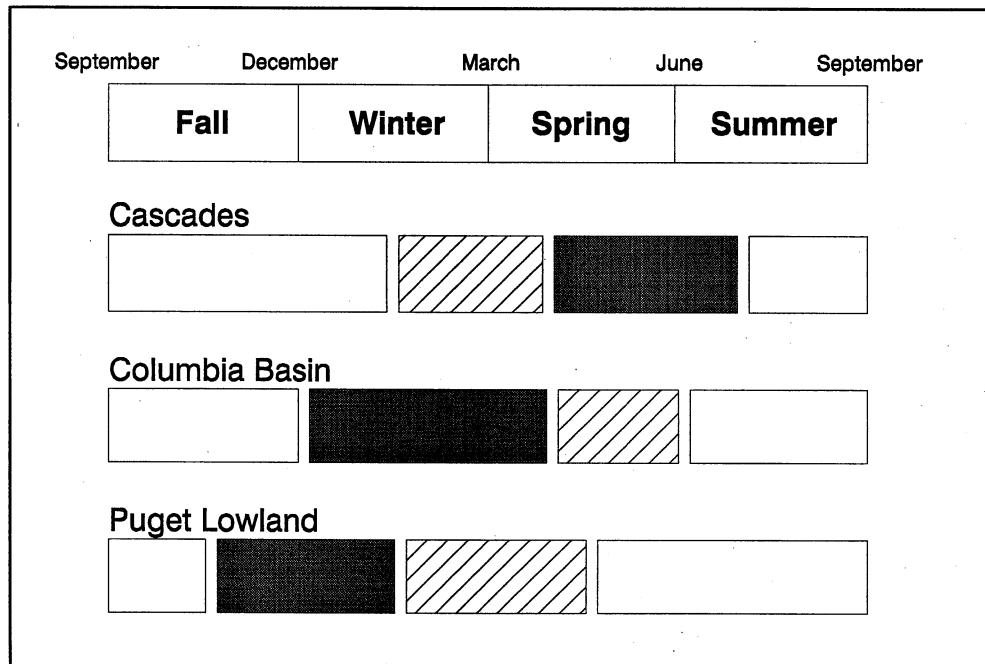 September December March June September
Fall Winter Spring Summer
Cascades
Columbia Basin
Puget Lowland